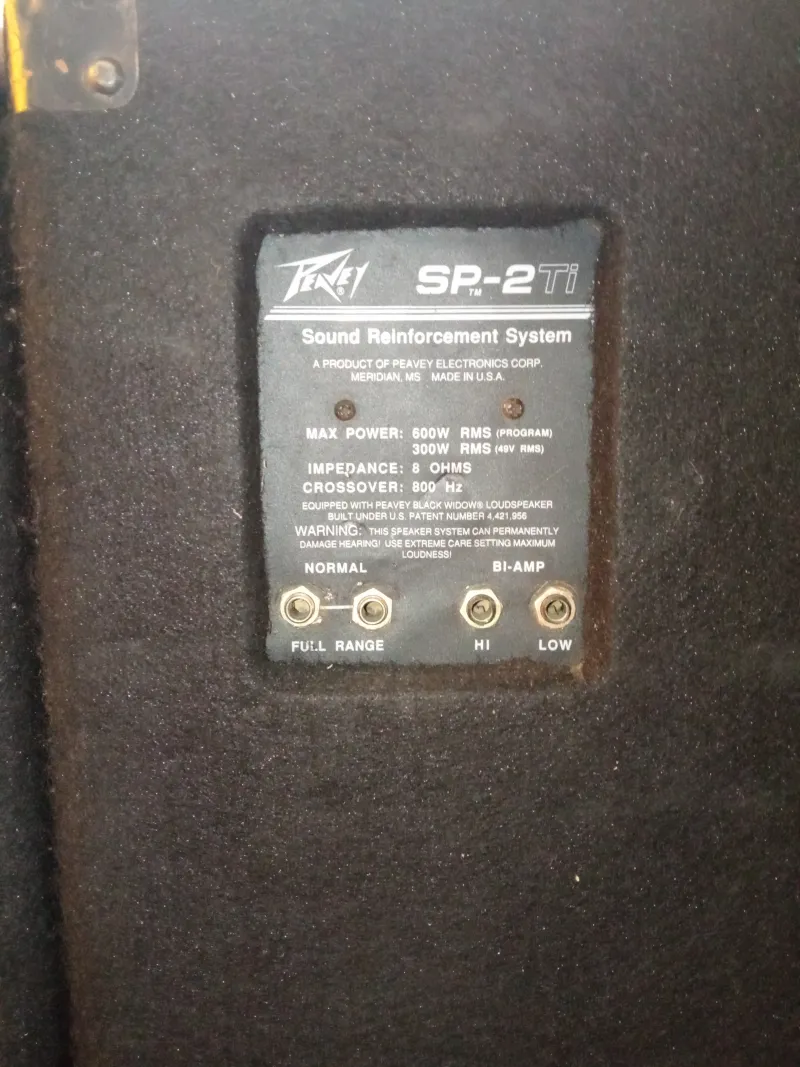 PEAVEY® SP™-2Ti
Sound Reinforcement System
A PRODUCT OF PEAVEY ELECTRONICS CORP.
MERIDIAN, MS MADE IN U.S.A.
MAX POWER: 600W RMS (PROGRAM)
300W RMS (49V RMS)
IMPEDANCE: 8 OHMS
CROSSOVER: 800 Hz
EQUIPPED WITH PEAVEY BLACK WIDOW® LOUDSPEAKER
BUILT UNDER U.S. PATENT NUMBER 4,421,956
WARNING: THIS SPEAKER SYSTEM CAN PERMANENTLY
DAMAGE HEARING! USE EXTREME CARE SETTING MAXIMUM
LOUDNESS!
NORMAL BI-AMP
FULL RANGE HI LOW